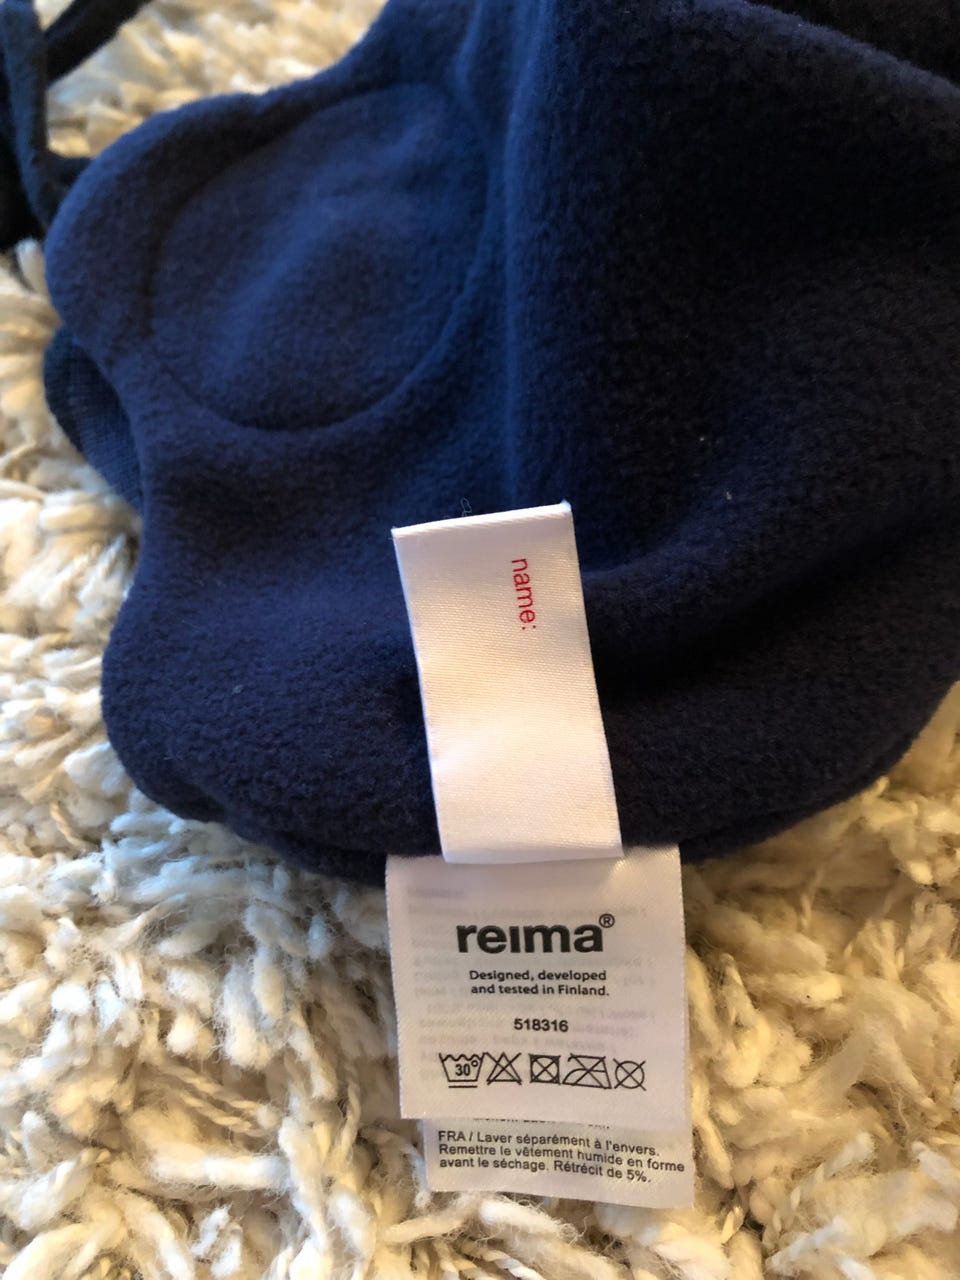 name:
reima®
Designed, developed
and tested in Finland.
518316
30°
FRA / Laver séparément à l'envers.
Remettre le vêtement humide en forme
avant le séchage. Rétrécit de 5%.